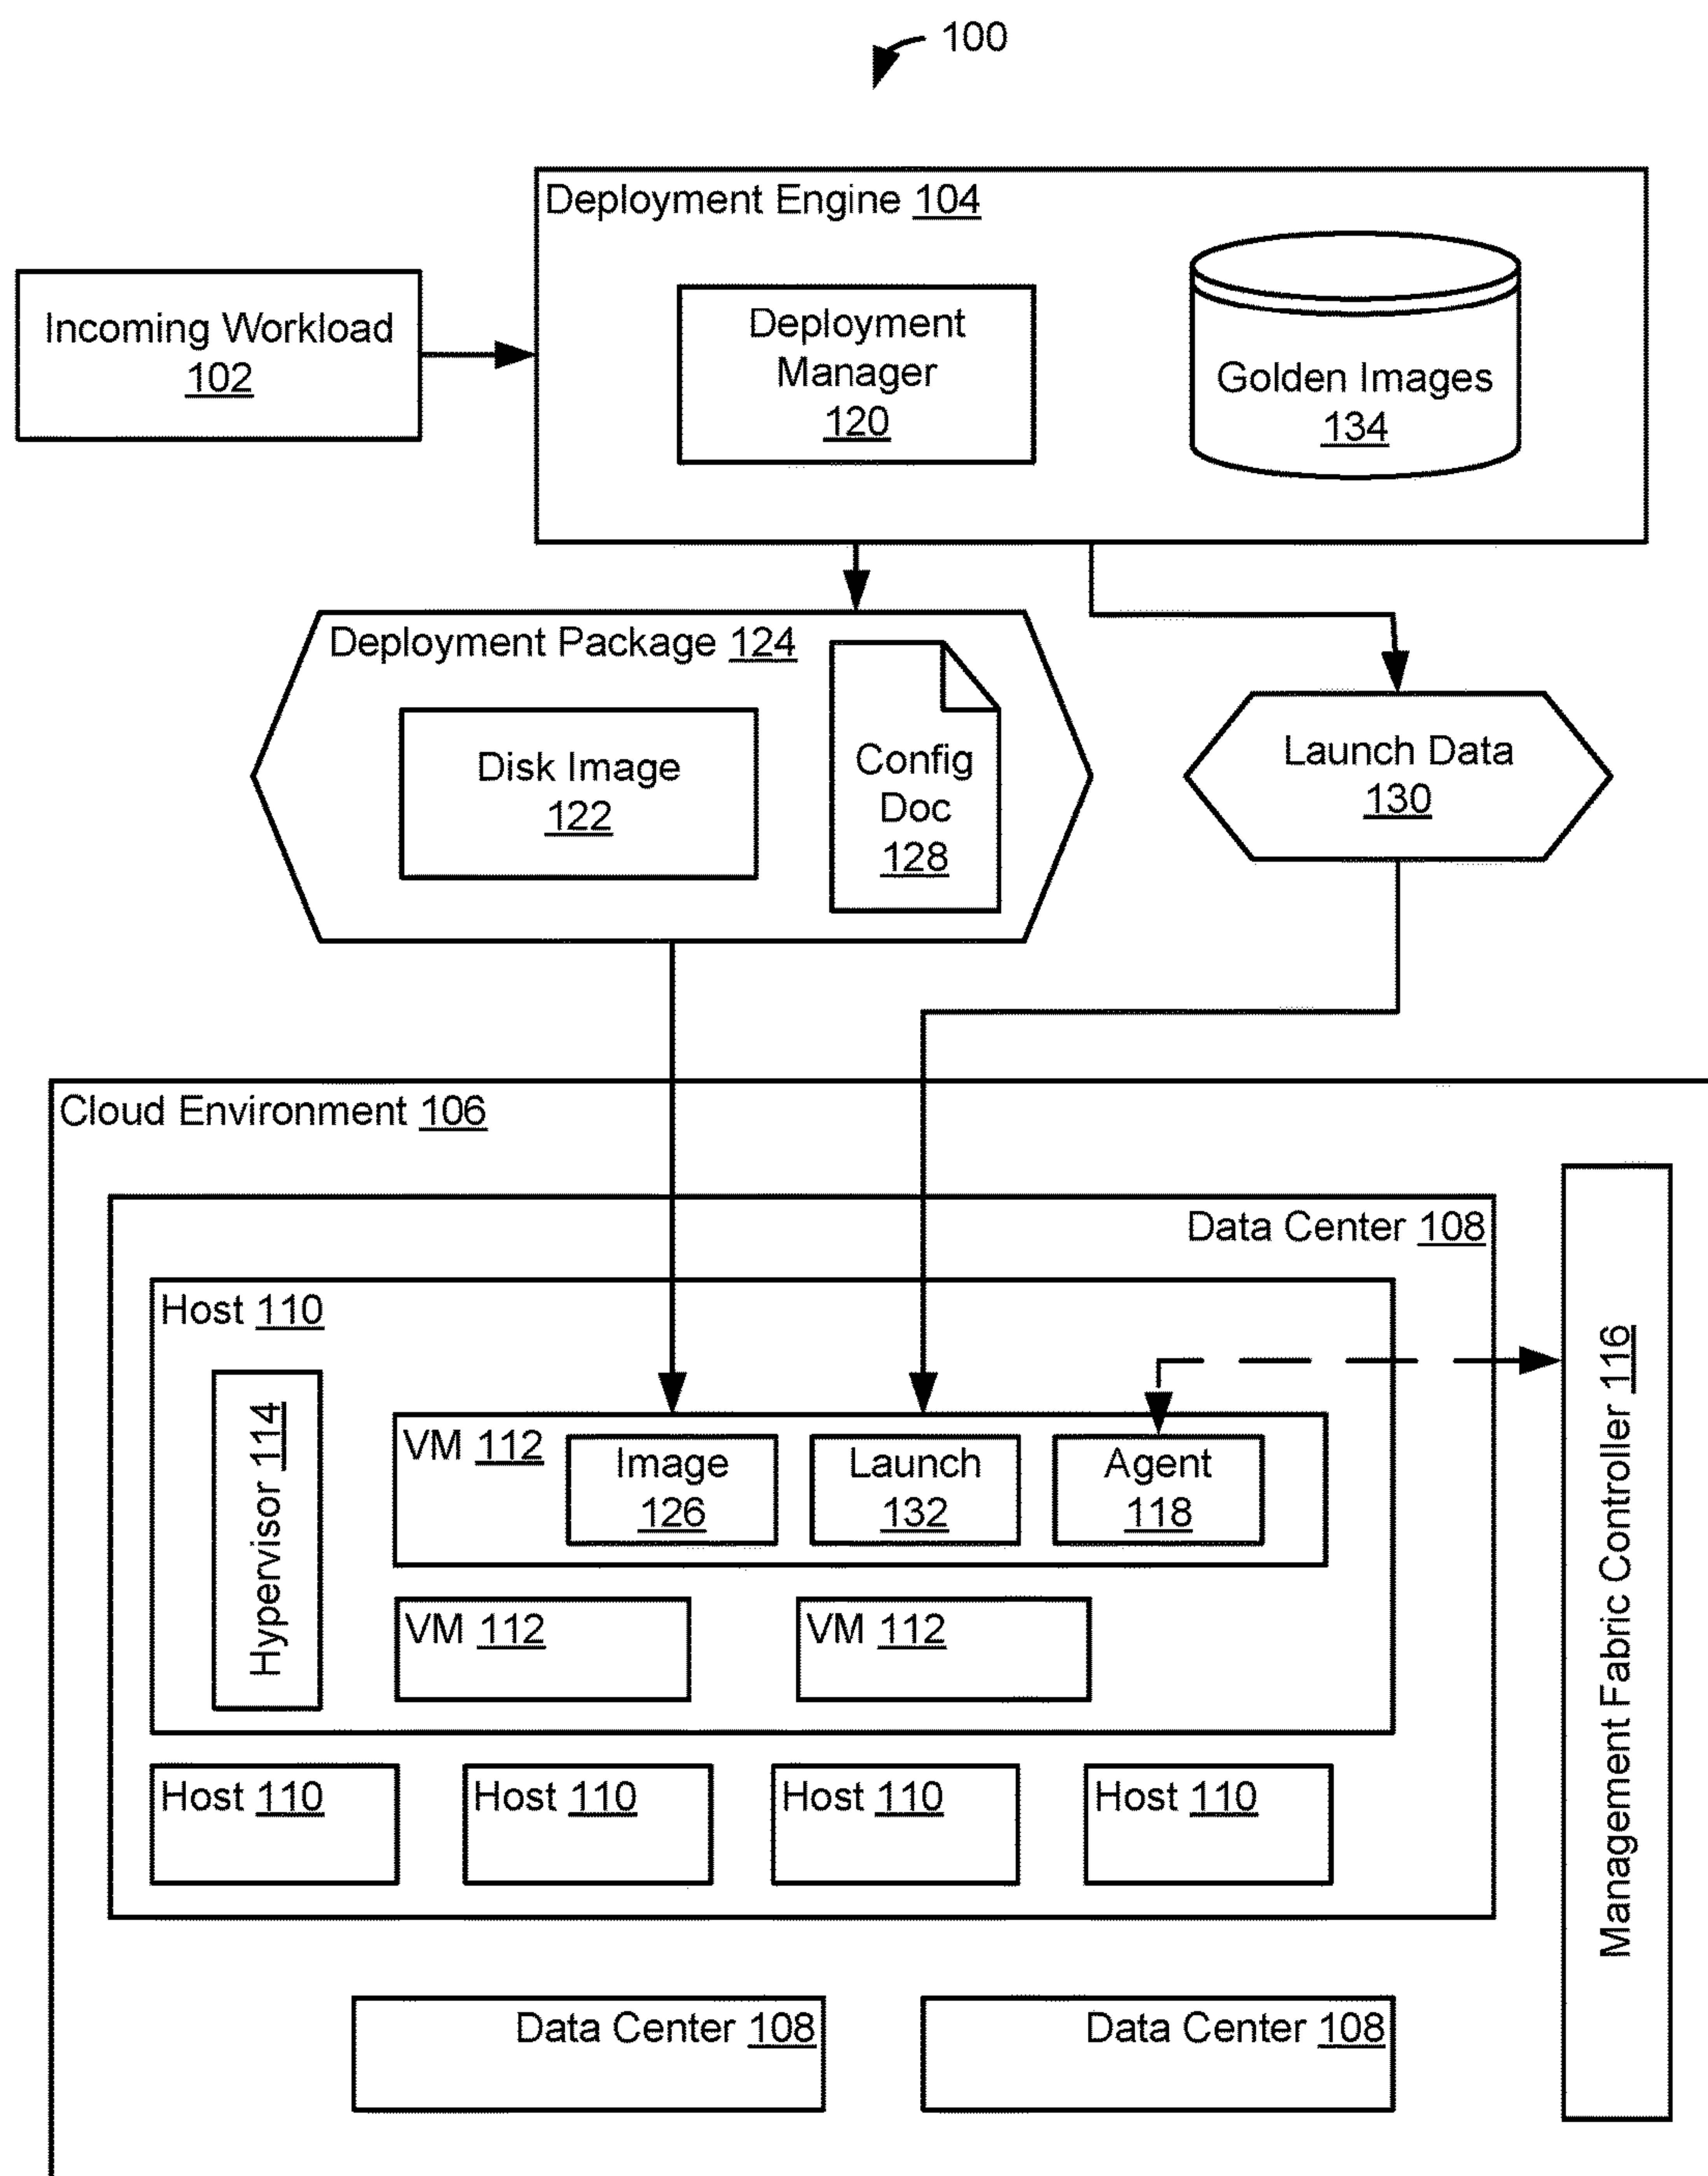 100
Deployment Engine 104
Incoming Workload
102
Deployment
Manager
120
Golden Images
134
Deployment Package 124
Disk Image
122
Config
Doc
128
Launch Data
130
Cloud Environment 106
Data Center 108
Host 110
Hypervisor 114
VM 112
Image
126
Launch
132
Agent
118
VM 112
VM 112
Host 110
Host 110
Host 110
Host 110
Management Fabric Controller 116
Data Center 108
Data Center 108